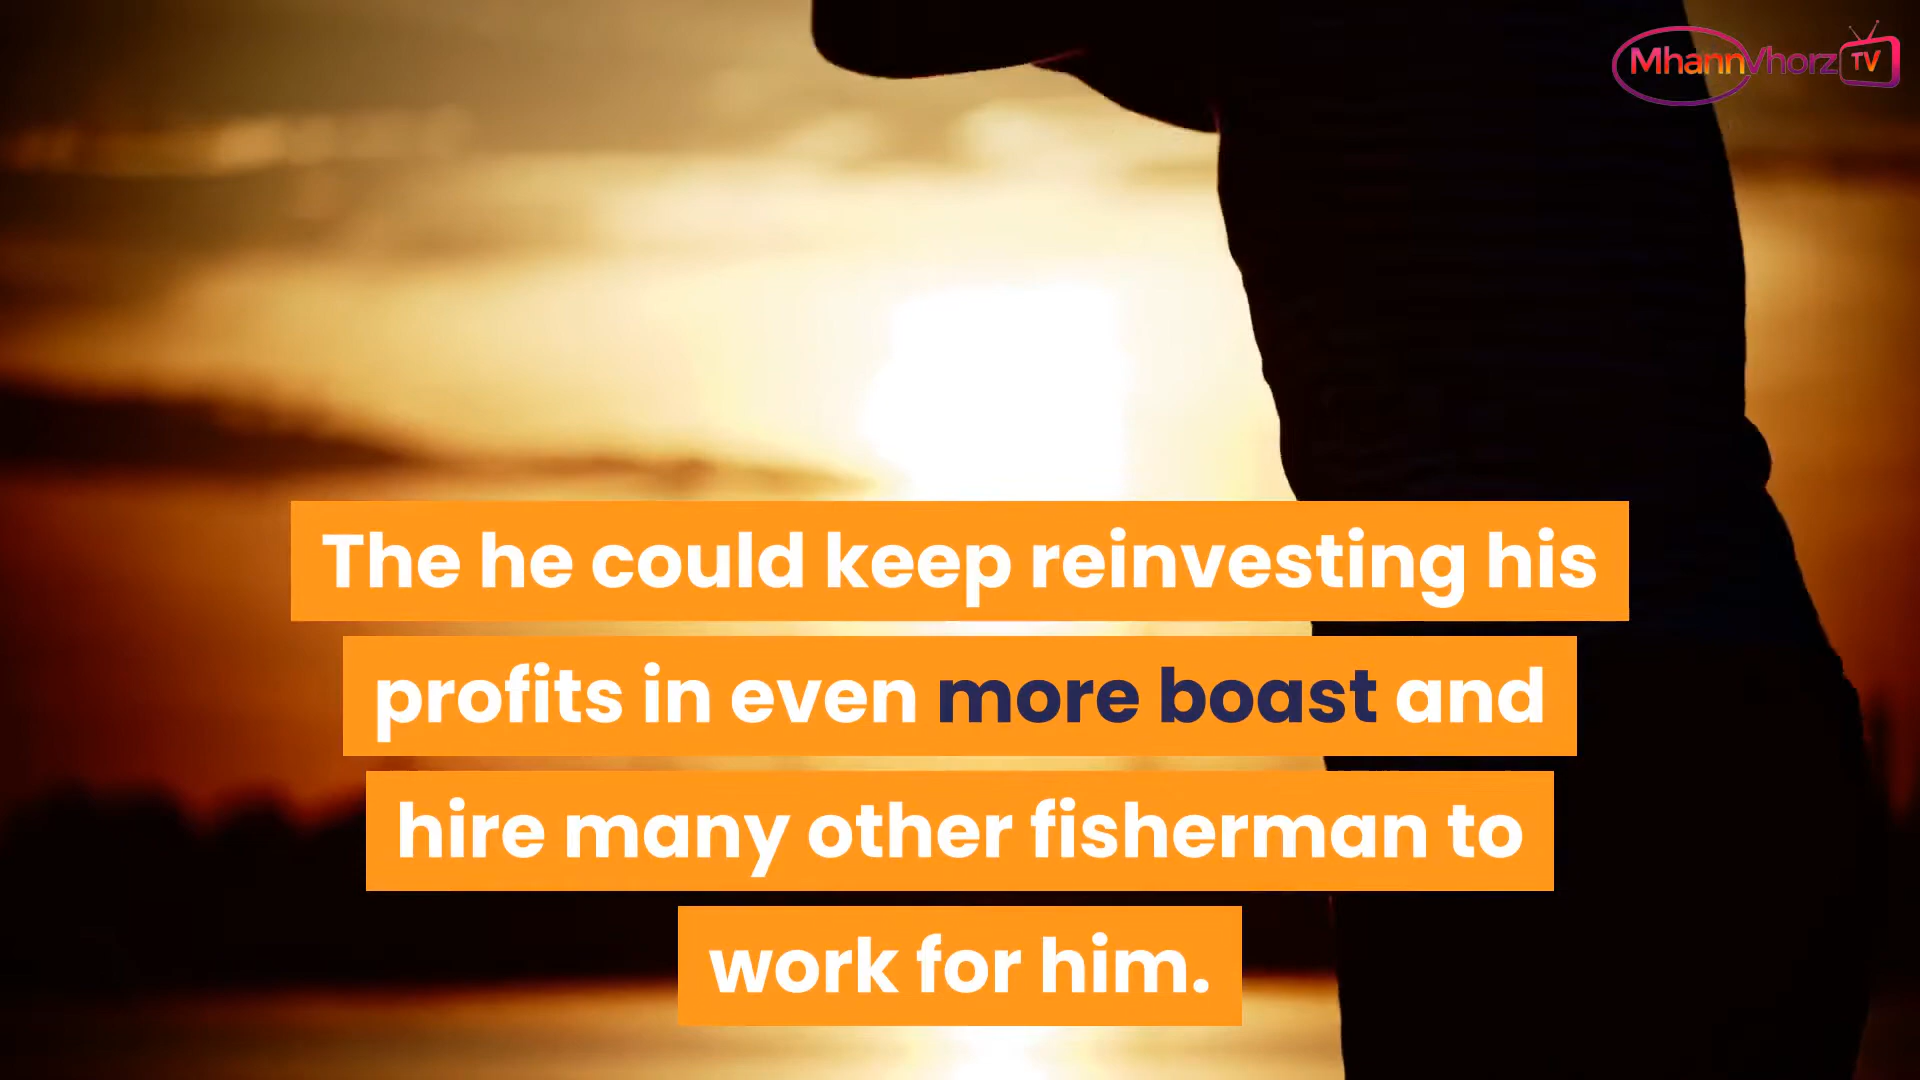 MhannVhorz TV
The he could keep reinvesting his
profits in even more boast and
hire many other fisherman to
work for him.